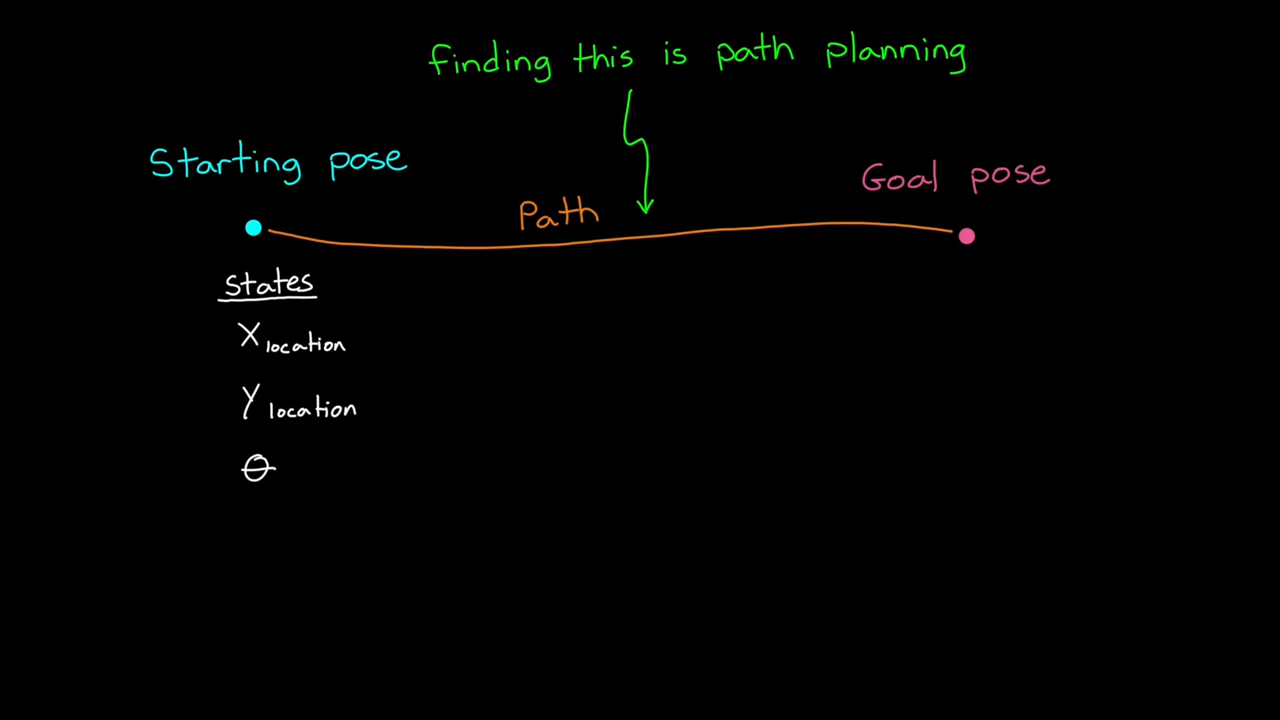 finding this is path planning
Starting pose
Goal pose
Path
States
X location
y location
θ